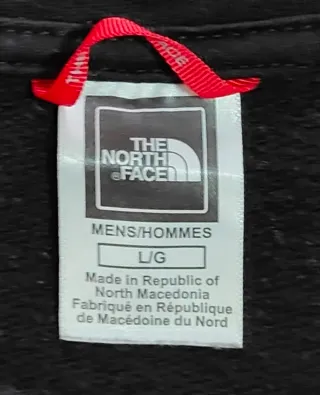 THE
NORTH
®FACE
MENS/HOMMES
L/G
Made in Republic of
North Macedonia
Fabriqué en République
de Macédoine du Nord